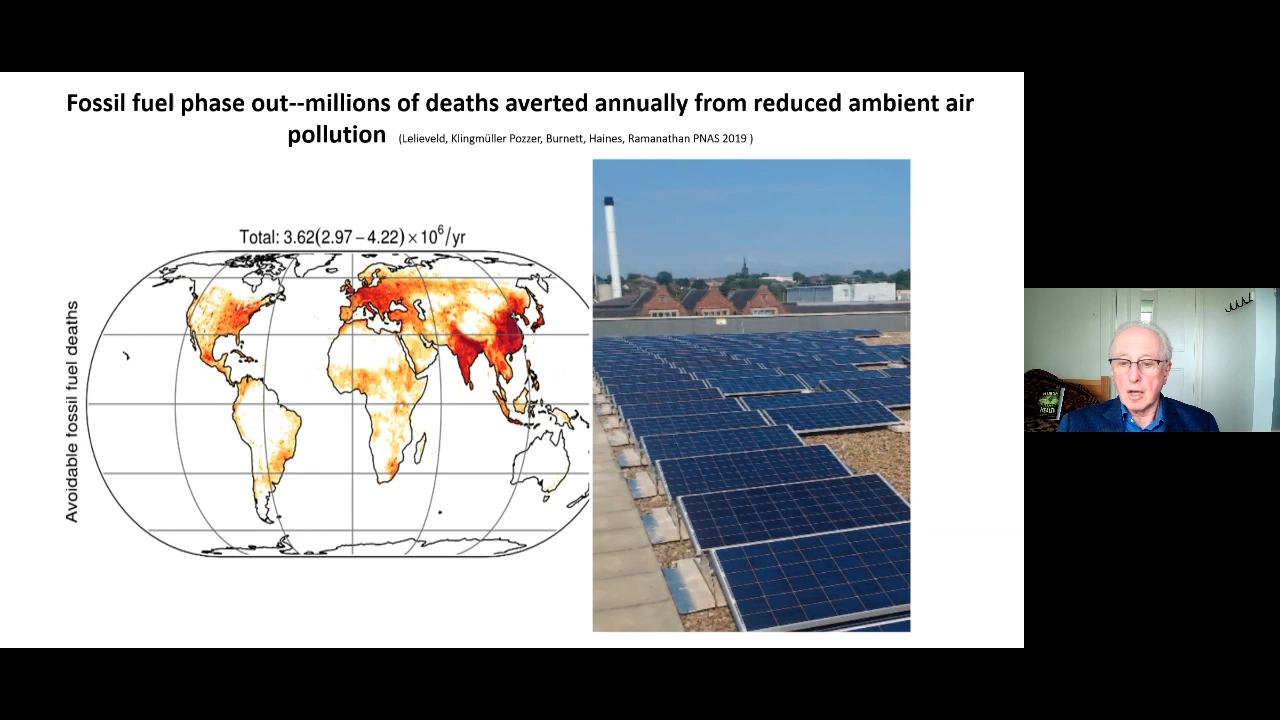 Fossil fuel phase out--millions of deaths averted annually from reduced ambient air
pollution (Lelieveld, Klingmüller Pozzer, Burnett, Haines, Ramanathan PNAS 2019 )
Total: 3.62(2.97–4.22)×10⁶/yr
Avoidable fossil fuel deaths